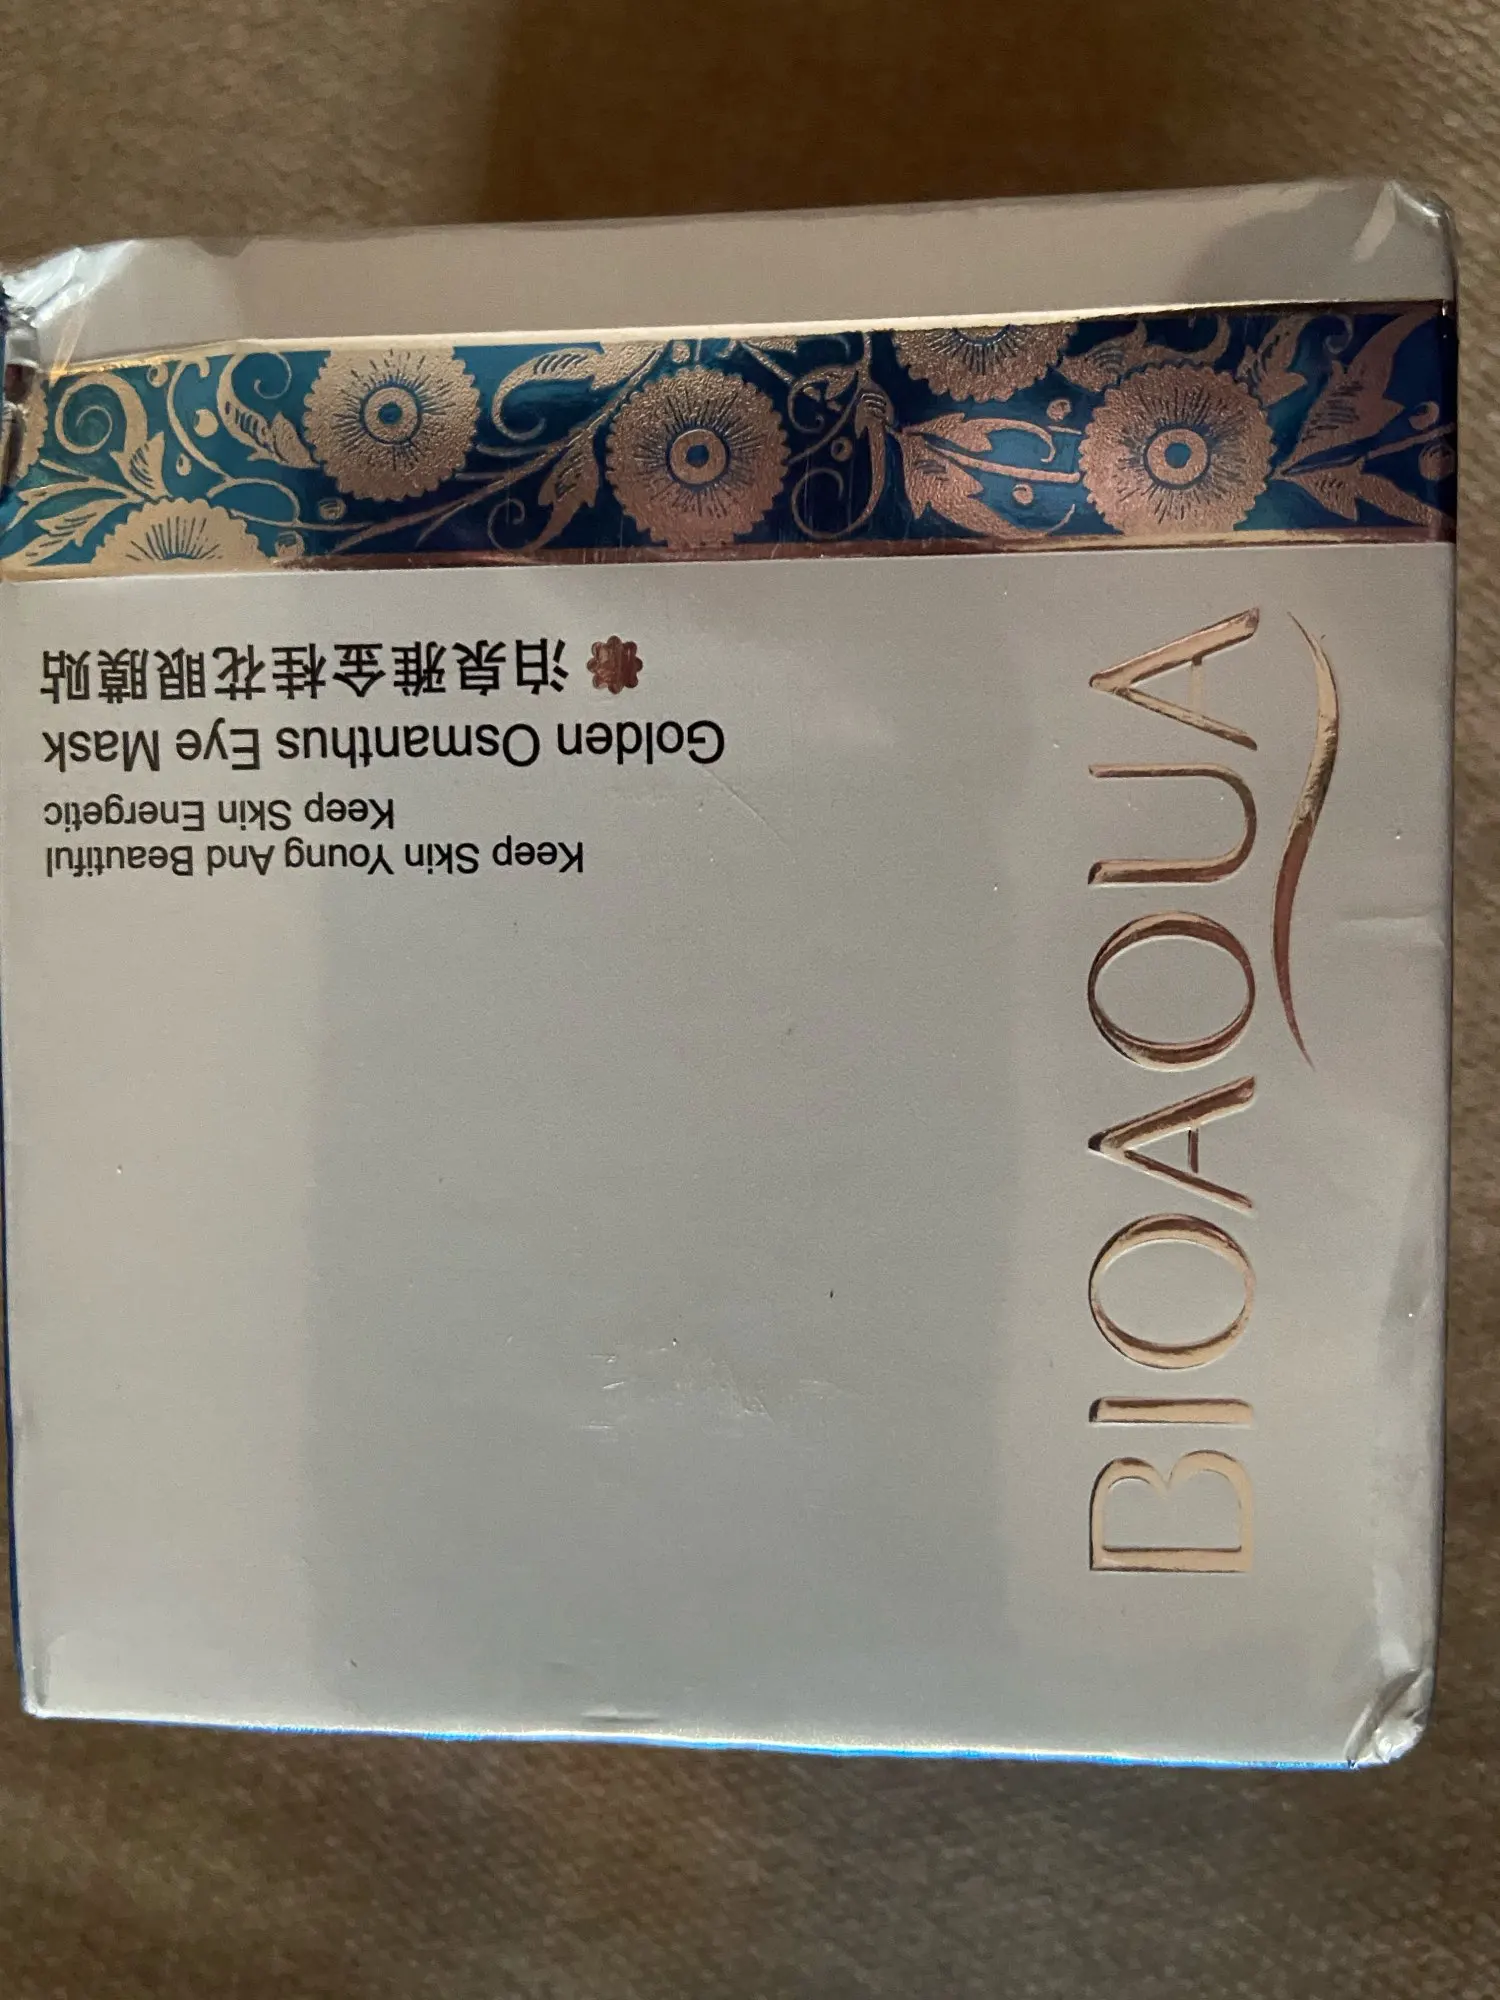 泊泉雅金桂花眼膜贴
Golden Osmanthus Eye Mask
Keep Skin Energetic
Keep Skin Young And Beautiful
BIOAQUA